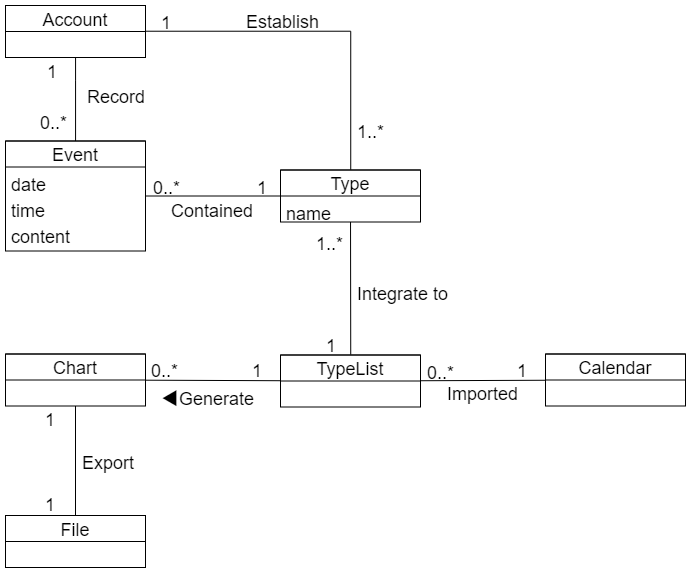 Account
1
Establish
1
Record
0..*
1..*
Event
date
time
content
0..*
1
Contained
Type
name
1..*
Integrate to
1
Chart
0..*
1
◀Generate
TypeList
0..*
1
Imported
Calendar
1
Export
1
File